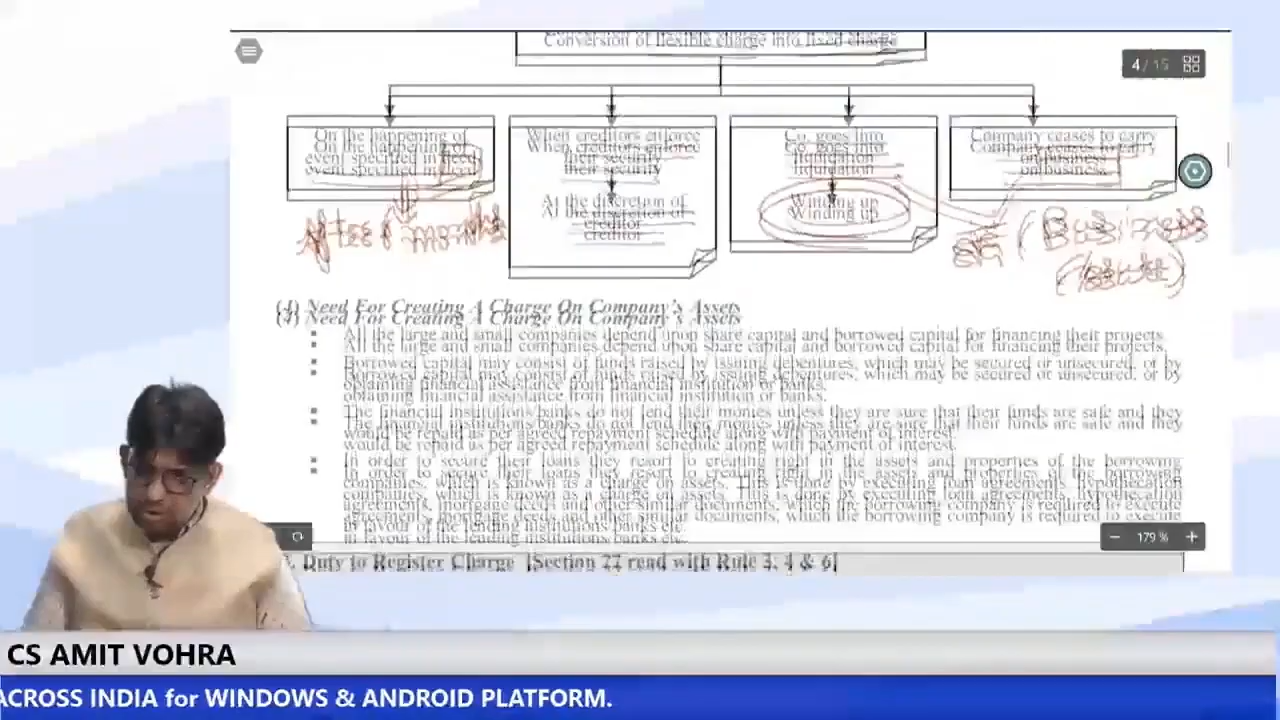 Conversion of flexible charge into fixed charge
4 / 15
On the happening of
event specified in deed
When creditors enforce
their security
At the discretion of
creditor
Co. goes into
liquidation
Winding up
Company ceases to carry
on business
After 6 months
(Business
(4) Need For Creating A Charge On Company's Assets
All the large and small companies depend upon share capital and borrowed capital for financing their projects.
Borrowed capital may consist of funds raised by issuing debentures, which may be secured or unsecured, or by
obtaining financial assistance from financial institution or banks.
The financial institutions/banks do not lend their monies unless they are sure that their funds are safe and they
would be repaid as per agreed repayment schedule along with payment of interest.
In order to secure their loans they resort to creating right in the assets and properties of the borrowing
companies, which is known as a charge on assets. This is done by executing loan agreements, hypothecation
agreements, mortgage deed and other similar documents, which the borrowing company is required to execute
in favour of the lending institutions/banks etc.
179 %
. Duty to Register Charge [Section 77 read with Rule 3, 4 & 6]
CS AMIT VOHRA
ACROSS INDIA for WINDOWS & ANDROID PLATFORM.